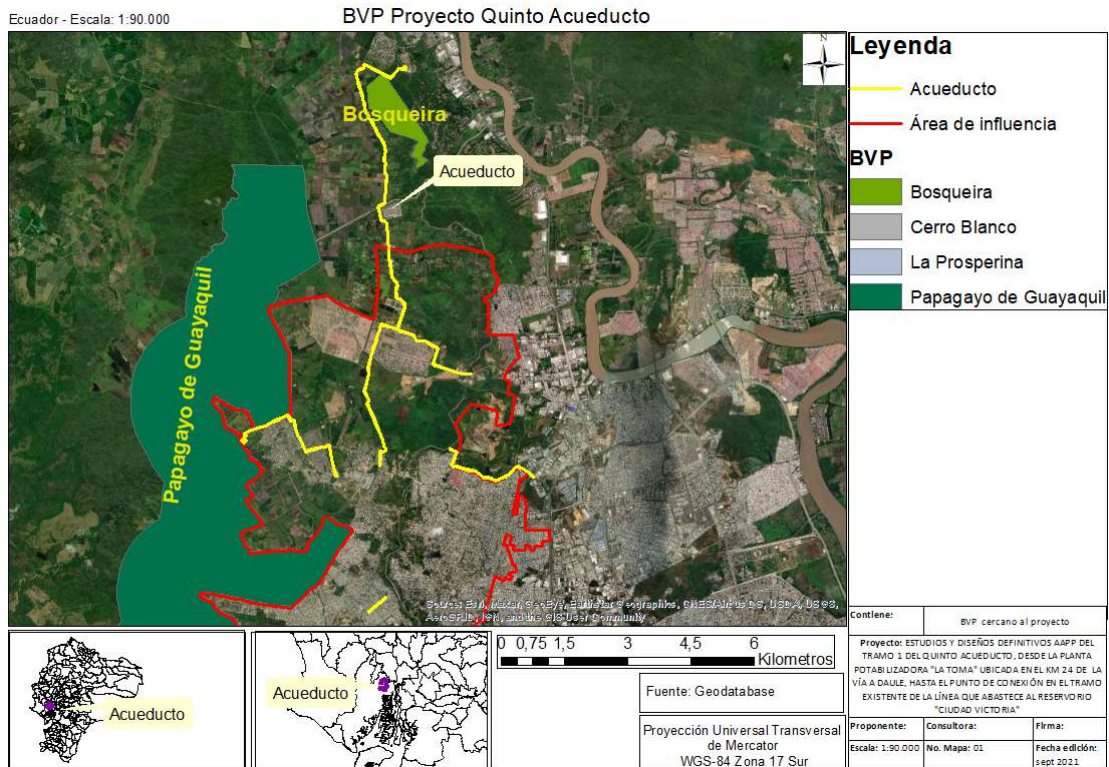 Ecuador - Escala: 1:90.000
BVP Proyecto Quinto Acueducto
N
Bosqueira
Acueducto
Papagayo de Guayaquil
Source: Esri, Maxar, GeoEye, Earthstar Geographics, CNES/Airbus DS, USDA, USGS,
AeroGRID, IGN, and the GIS User Community
Leyenda
Acueducto
Área de influencia
BVP
Bosqueira
Cerro Blanco
La Prosperina
Papagayo de Guayaquil
Acueducto
Acueducto
0 0,75 1,5 3 4,5 6
Kilometros
Fuente: Geodatabase
Proyección Universal Transversal
de Mercator
WGS-84 Zona 17 Sur
Contiene:
BVP cercano al proyecto
Proyecto: ESTUDIOS Y DISEÑOS DEFINITIVOS AAPP DEL
TRAMO 1 DEL QUINTO ACUEDUCTO, DESDE LA PLANTA
POTABILIZADORA "LA TOMA" UBICADA EN EL KM 24 DE LA
VÍA A DAULE, HASTA EL PUNTO DE CONEXIÓN EN EL TRAMO
EXISTENTE DE LA LÍNEA QUE ABASTECE AL RESERVORIO
"CIUDAD VICTORIA"
Proponente:
Consultora:
Firma:
Escala: 1:90.000
No. Mapa: 01
Fecha edición:
sept 2021